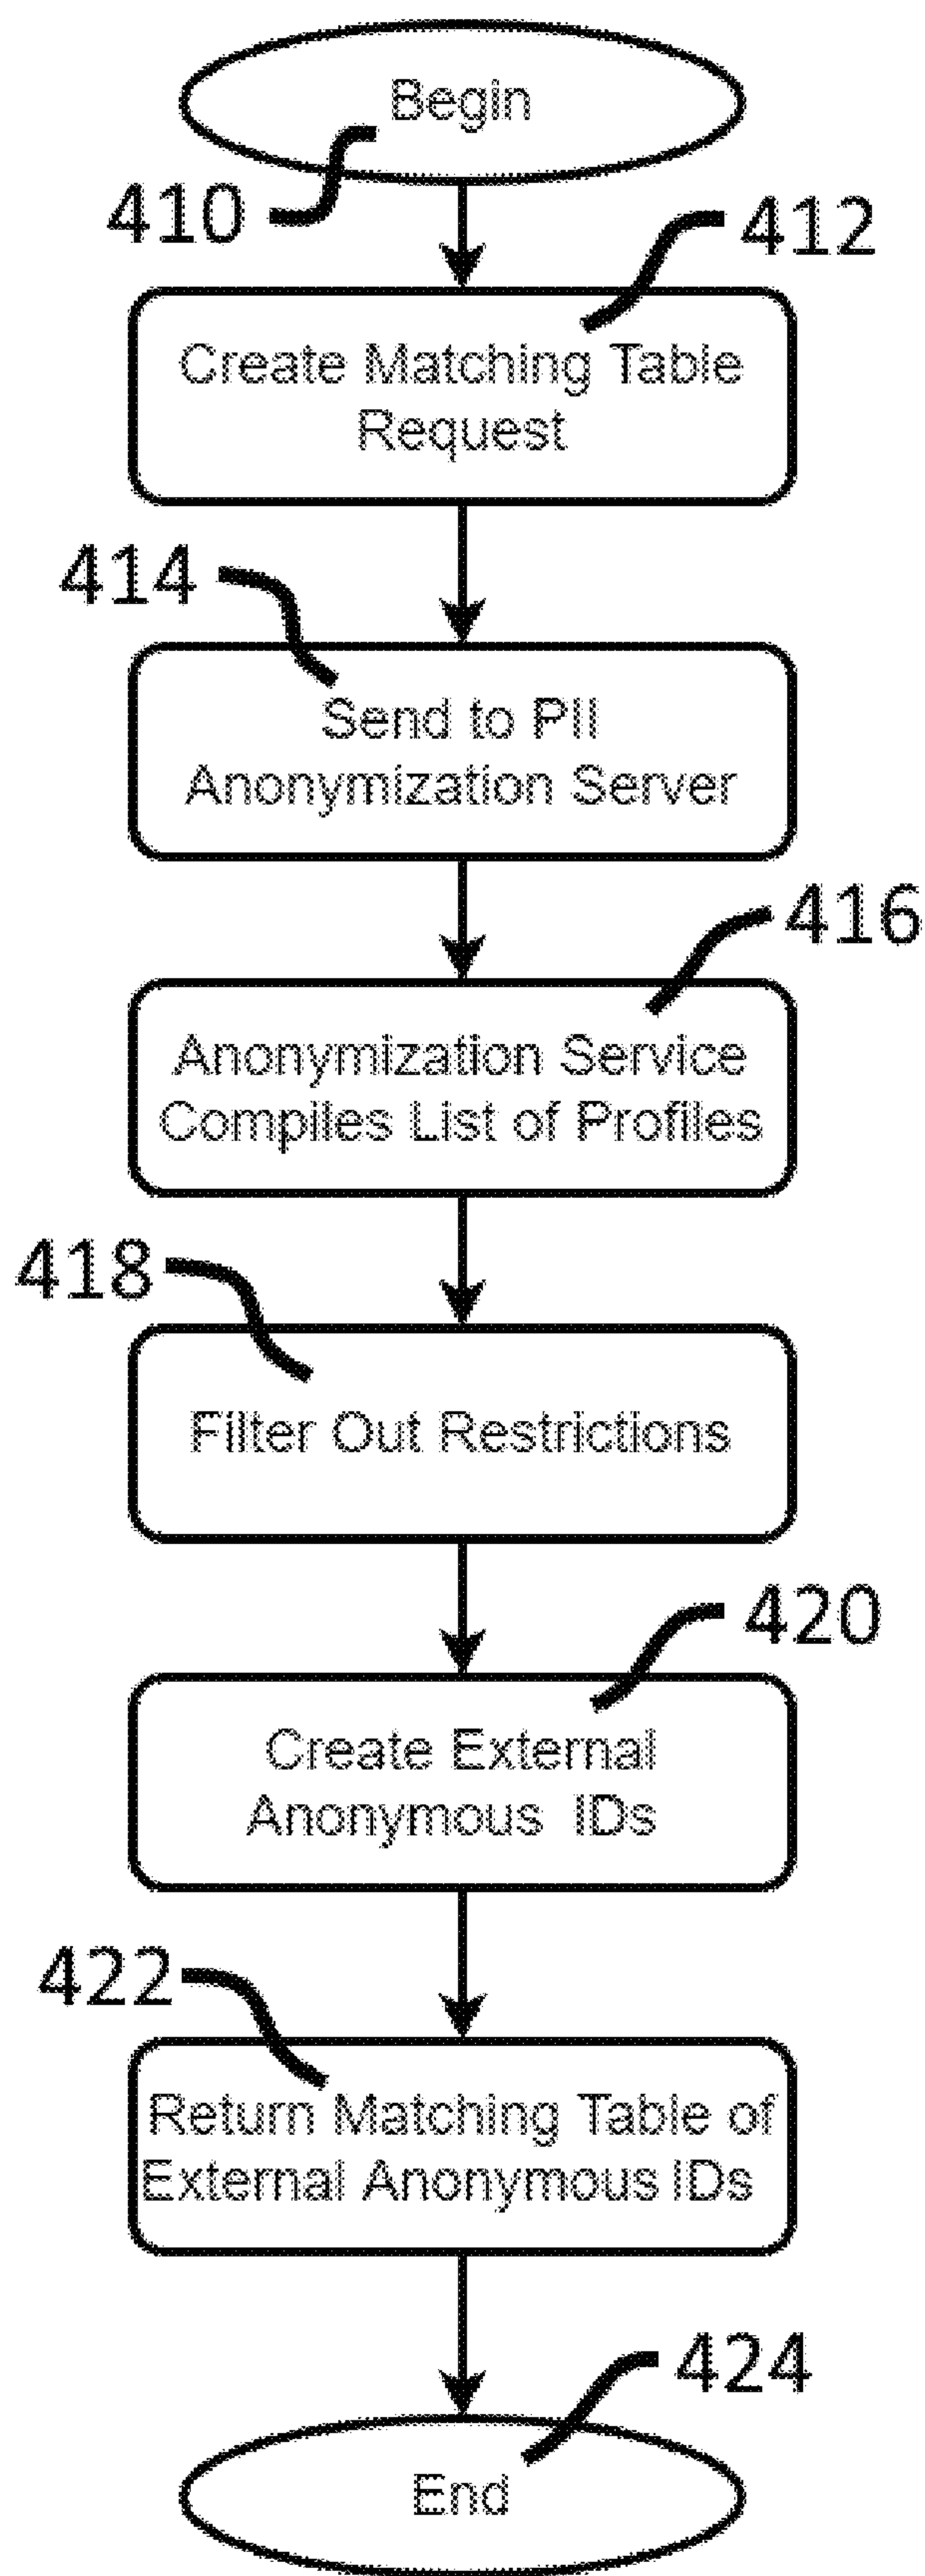 Begin
410
412
Create Matching Table
Request
414
Send to PII
Anonymization Server
416
Anonymization Service
Compiles List of Profiles
418
Filter Out Restrictions
420
Create External
Anonymous IDs
422
Return Matching Table of
External Anonymous IDs
424
End